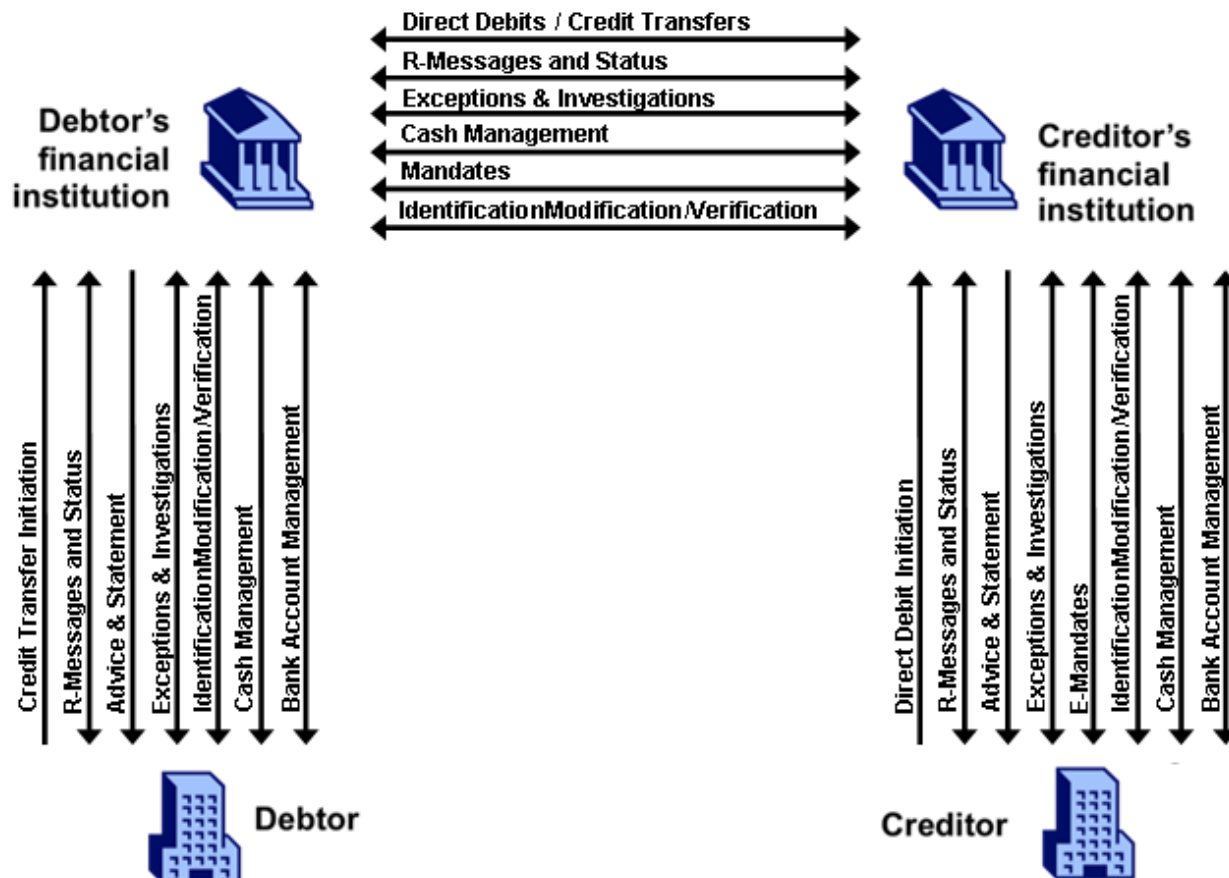 Direct Debits / Credit Transfers
R-Messages and Status
Exceptions & Investigations
Cash Management
Mandates
IdentificationModification/Verification
Debtor's
financial
institution
Creditor's
financial
institution
Credit Transfer Initiation
R-Messages and Status
Advice & Statement
Exceptions & Investigations
IdentificationModification/Verification
Cash Management
Bank Account Management
Direct Debit Initiation
R-Messages and Status
Advice & Statement
Exceptions & Investigations
E-Mandates
IdentificationModification/Verification
Cash Management
Bank Account Management
Debtor
Creditor